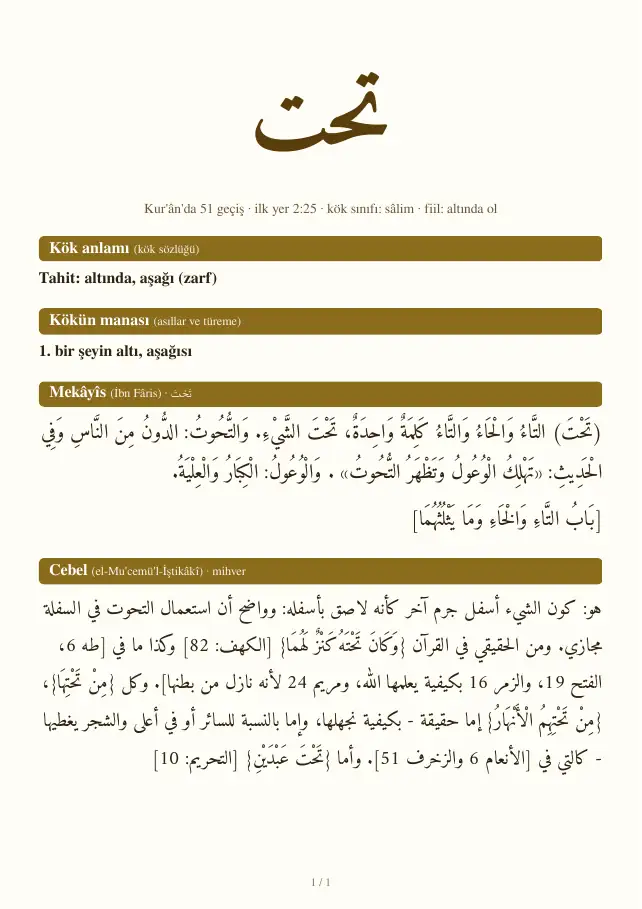 تحت
Kur'ân'da 51 geçiş · ilk yer 2:25 · kök sınıfı: sâlim · fiil: altında ol
Kök anlamı (kök sözlüğü)
Tahit: altında, aşağı (zarf)
Kökün manası (asıllar ve türeme)
1. bir şeyin altı, aşağısı
Mekâyîs (İbn Fâris) · تَحْتَ
(تَحْتَ) التَّاءُ وَالْحَاءُ وَالتَّاءُ كَلِمَةٌ وَاحِدَةٌ، تَحْتَ الشَّيْءِ. وَالتُّحُوتُ: الدُّونُ مِنَ النَّاسِ وَفِي
الْحَدِيثِ: «تَهْلِكُ الْوُعُولُ وَتَظْهَرُ التُّحُوتُ» . وَالْوُعُولُ: الْكِبَارُ وَالْعِلْيَةُ.
[بَابُ التَّاءِ وَالْخَاءِ وَمَا يَثْلُثُهُمَا]
Cebel (el-Mu'cemü'l-İştikâkî) · mihver
هو: كون الشيء أسفل جرم آخر كأنه لاصق بأسفله: وواضح أن استعمال التحوت في السفلة
مجازي. ومن الحقيقي في القرآن {وَكَانَ تَحْتَهُ كَنْزٌ لَهُمَا} [الكهف: 82] وكذا ما في [طه 6،
الفتح 19، والزمر 16 بكيفية يعلمها الله، ومريم 24 لأنه نازل من بطنها]. وكل {مِنْ تَحْتِهَا}،
{مِنْ تَحْتِهِمُ الْأَنْهَارُ} إما حقيقة - بكيفية نجهلها، وإما بالنسبة للسائر أو في أعلى والشجر يغطيها
- كالتي في [الأنعام 6 والزخرف 51]. وأما {تَحْتَ عَبْدَيْنِ} [التحريم: 10]
1 / 1